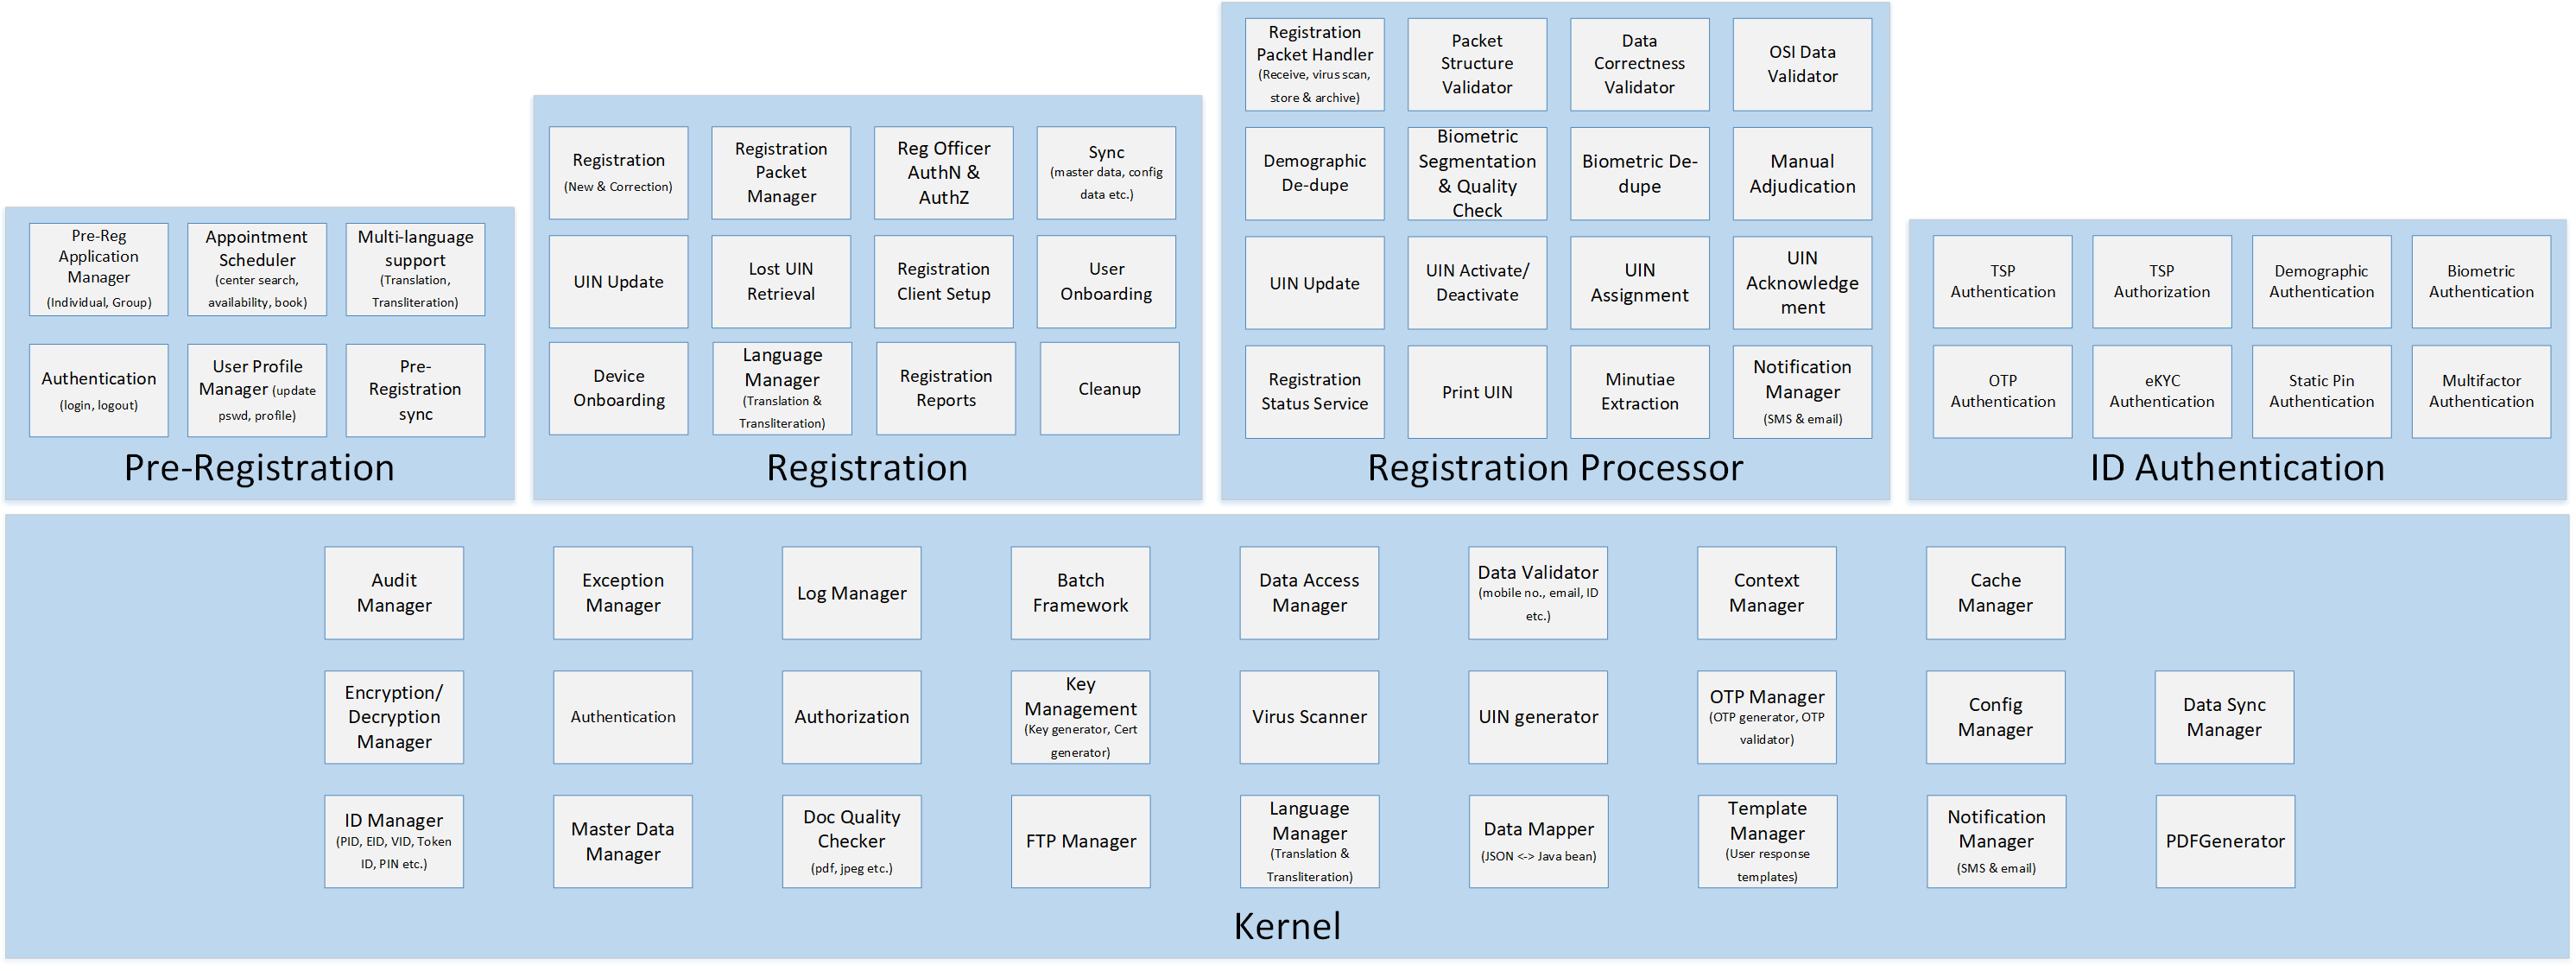 Pre-Reg
Application
Manager
(Individual, Group)
Appointment
Scheduler
(center search,
availability, book)
Multi-language
support
(Translation,
Transliteration)
Authentication
(login, logout)
User Profile
Manager (update
pswd, profile)
Pre-
Registration
sync
Pre-Registration
Registration
(New & Correction)
Registration
Packet
Manager
Reg Officer
AuthN &
AuthZ
Sync
(master data, config
data etc.)
UIN Update
Lost UIN
Retrieval
Registration
Client Setup
User
Onboarding
Device
Onboarding
Language
Manager
(Translation &
Transliteration)
Registration
Reports
Cleanup
Registration
Registration
Packet Handler
(Receive, virus scan,
store & archive)
Packet
Structure
Validator
Data
Correctness
Validator
OSI Data
Validator
Demographic
De-dupe
Biometric
Segmentation
& Quality
Check
Biometric De-
dupe
Manual
Adjudication
UIN Update
UIN Activate/
Deactivate
UIN
Assignment
UIN
Acknowledge
ment
Registration
Status Service
Print UIN
Minutiae
Extraction
Notification
Manager
(SMS & email)
Registration Processor
TSP
Authentication
TSP
Authorization
Demographic
Authentication
Biometric
Authentication
OTP
Authentication
eKYC
Authentication
Static Pin
Authentication
Multifactor
Authentication
ID Authentication
Audit
Manager
Exception
Manager
Log Manager
Batch
Framework
Data Access
Manager
Data Validator
(mobile no., email, ID
etc.)
Context
Manager
Cache
Manager
Encryption/
Decryption
Manager
Authentication
Authorization
Key
Management
(Key generator, Cert
generator)
Virus Scanner
UIN generator
OTP Manager
(OTP generator, OTP
validator)
Config
Manager
Data Sync
Manager
ID Manager
(PID, EID, VID, Token
ID, PIN etc.)
Master Data
Manager
Doc Quality
Checker
(pdf, jpeg etc.)
FTP Manager
Language
Manager
(Translation &
Transliteration)
Data Mapper
(JSON <-> Java bean)
Template
Manager
(User response
templates)
Notification
Manager
(SMS & email)
PDFGenerator
Kernel